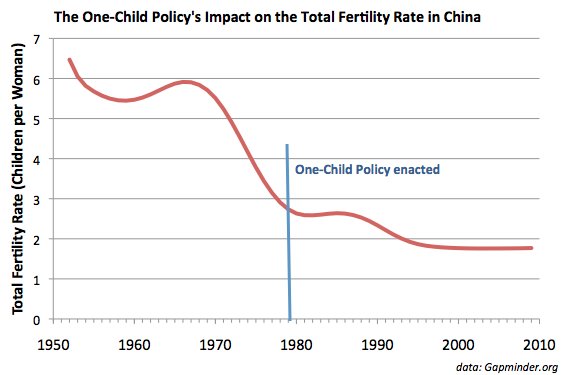 The One-Child Policy's Impact on the Total Fertility Rate in China
Total Fertility Rate (Children per Woman)
7
6
5
4
3
2
1
0
One-Child Policy enacted
1950 1960 1970 1980 1990 2000 2010
data: Gapminder.org